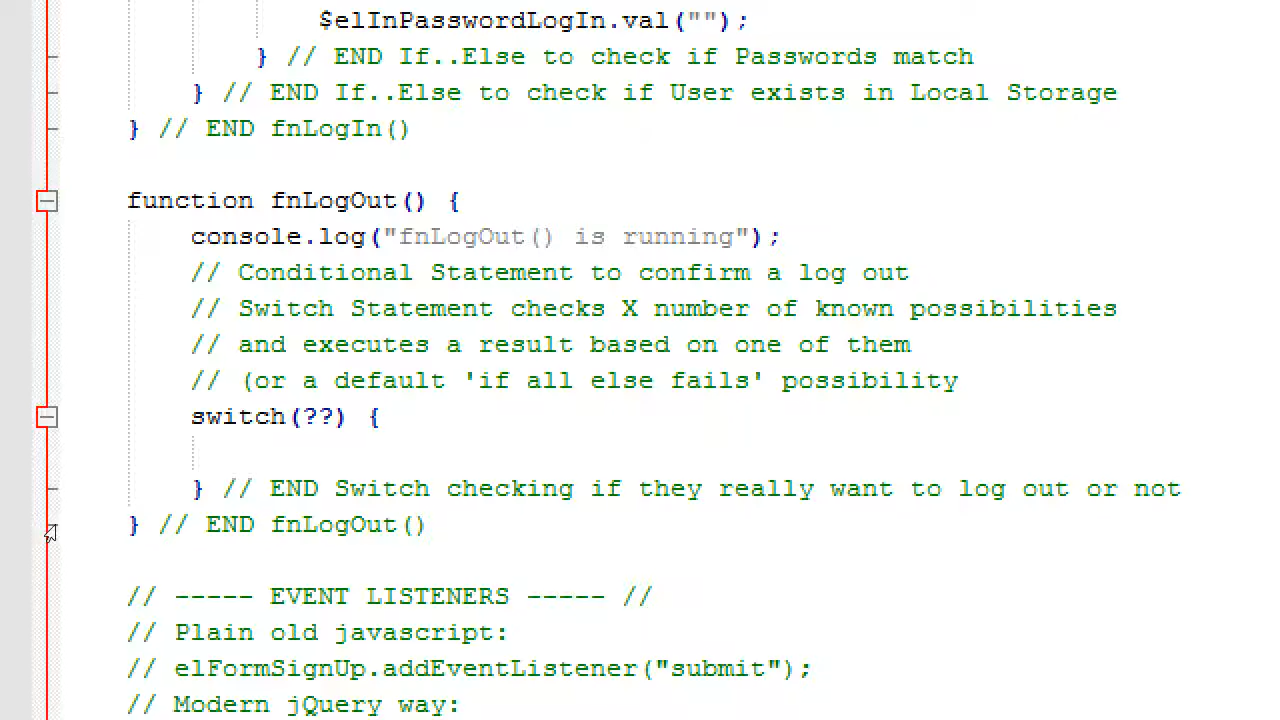 $elInPasswordLogIn.val("");
} // END If..Else to check if Passwords match
} // END If..Else to check if User exists in Local Storage
} // END fnLogIn()
function fnLogOut() {
console.log("fnLogOut() is running");
// Conditional Statement to confirm a log out
// Switch Statement checks X number of known possibilities
// and executes a result based on one of them
// (or a default 'if all else fails' possibility
switch(??) {
} // END Switch checking if they really want to log out or not
} // END fnLogOut()
// ----- EVENT LISTENERS ----- //
// Plain old javascript:
// elFormSignUp.addEventListener("submit");
// Modern jQuery way: